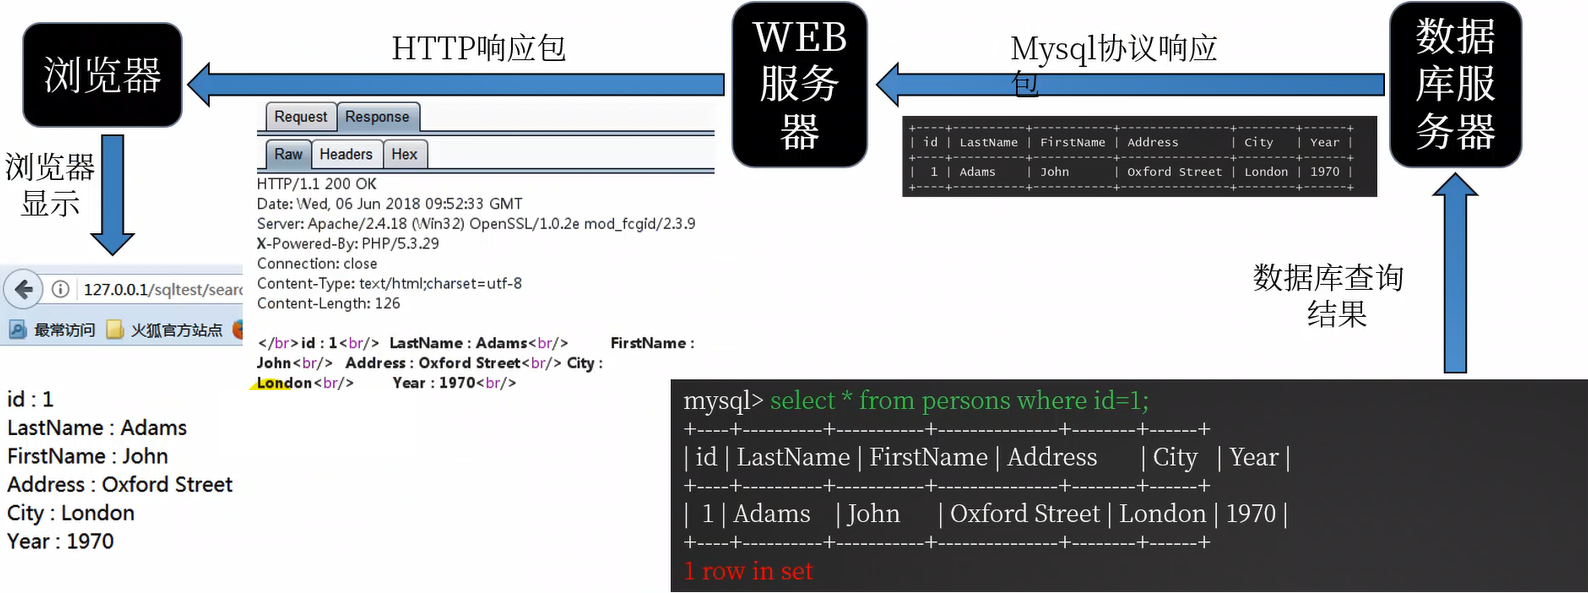 浏览器
HTTP响应包
WEB
服务
器
Mysql协议响应
包
数据
库服
务器
Request Response
Raw Headers Hex
HTTP/1.1 200 OK
Date: Wed, 06 Jun 2018 09:52:33 GMT
Server: Apache/2.4.18 (Win32) OpenSSL/1.0.2e mod_fcgid/2.3.9
X-Powered-By: PHP/5.3.29
Connection: close
Content-Type: text/html;charset=utf-8
Content-Length: 126
</br>id : 1<br/> LastName : Adams<br/> FirstName :
John<br/> Address : Oxford Street<br/> City :
London<br/> Year : 1970<br/>
+----+----------+-----------+---------------+--------+------+
| id | LastName | FirstName | Address | City | Year |
+----+----------+-----------+---------------+--------+------+
| 1 | Adams | John | Oxford Street | London | 1970 |
+----+----------+-----------+---------------+--------+------+
浏览器
显示
127.0.0.1/sqltest/searc
最常访问 火狐官方站点
id : 1
LastName : Adams
FirstName : John
Address : Oxford Street
City : London
Year : 1970
数据库查询
结果
mysql> select * from persons where id=1;
+----+----------+-----------+---------------+--------+------+
| id | LastName | FirstName | Address | City | Year |
+----+----------+-----------+---------------+--------+------+
| 1 | Adams | John | Oxford Street | London | 1970 |
+----+----------+-----------+---------------+--------+------+
1 row in set